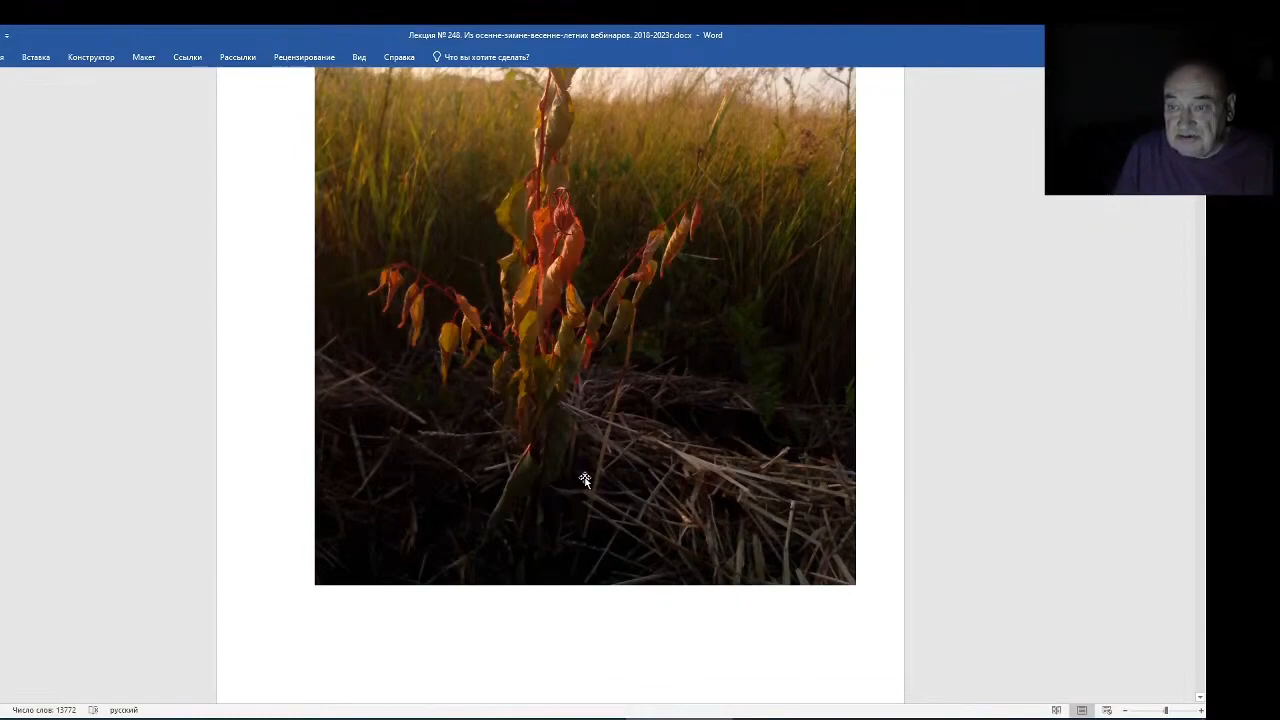 Лекция № 248. Из осенне-зимне-весенне-летних вебинаров. 2018-2023г.docx - Word
я Вставка Конструктор Макет Ссылки Рассылки Рецензирование Вид Справка Что вы хотите сделать?
Число слов: 13772 русский